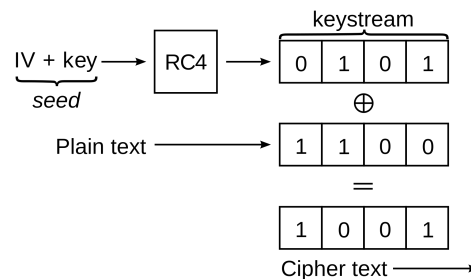 keystream
IV + key
RC4
0 1 0 1
seed
⊕
Plain text
1 1 0 0
=
1 0 0 1
Cipher text